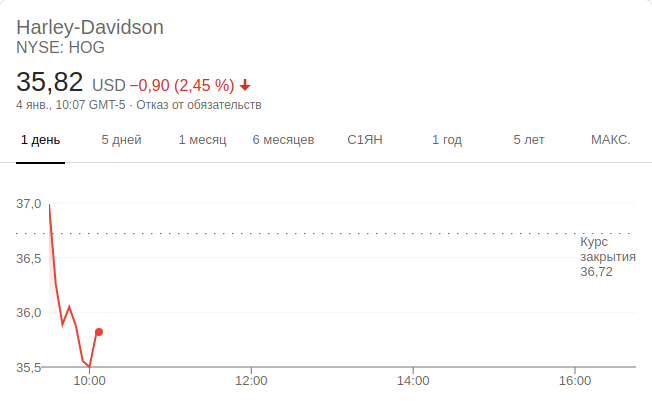 Harley-Davidson
NYSE: HOG
35,82 USD −0,90 (2,45 %)
4 янв., 10:07 GMT-5 · Отказ от обязательств
1 день 5 дней 1 месяц 6 месяцев С1ЯН 1 год 5 лет МАКС.
37,0
36,5
36,0
35,5
Курс
закрытия
36,72
10:00 12:00 14:00 16:00